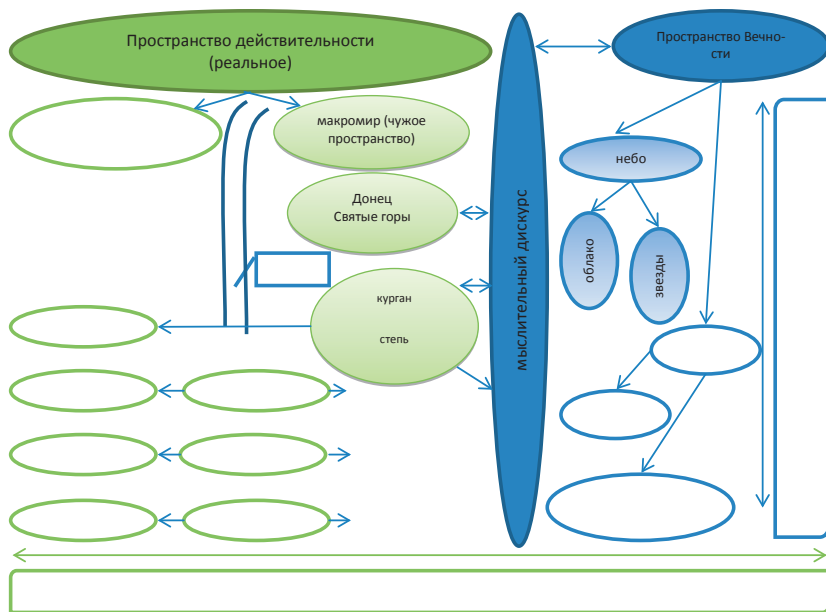 Пространство действительности
(реальное)
Пространство Вечно-
сти
макромир (чужое
пространство)
небо
Донец
Святые горы
облако
звезды
мыслительный дискурс
курган
степь